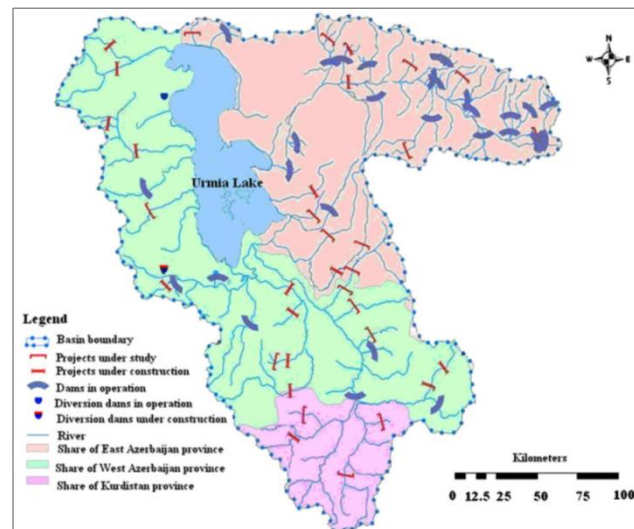 N
W E
S
Urmia Lake
Legend
Basin boundary
Projects under study
Projects under construction
Dams in operation
Diversion dams in operation
Diversion dams under construction
River
Share of East Azerbaijan province
Share of West Azerbaijan province
Share of Kurdistan province
Kilometers
0 12.5 25 50 75 100